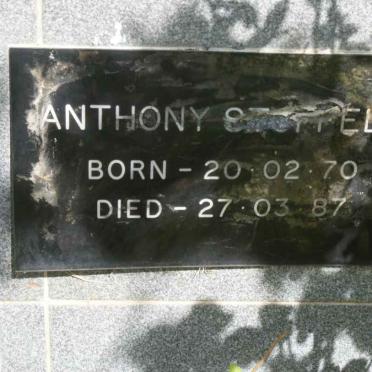 ANTHONY
BORN - 20·02·70
DIED - 27·03·87